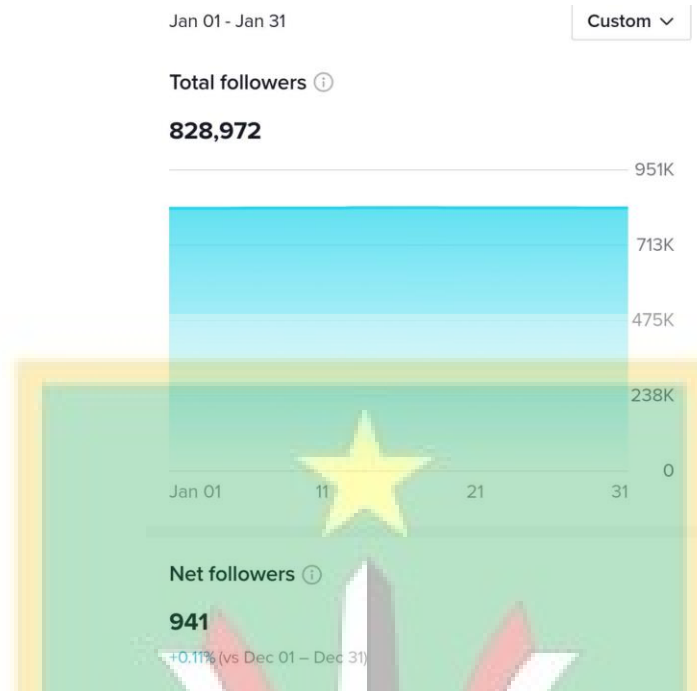 Jan 01 - Jan 31
Custom
Total followers
828,972
951K
713K
475K
238K
0
Jan 01 11 21 31
Net followers
941
+0.11% (vs Dec 01 – Dec 31)